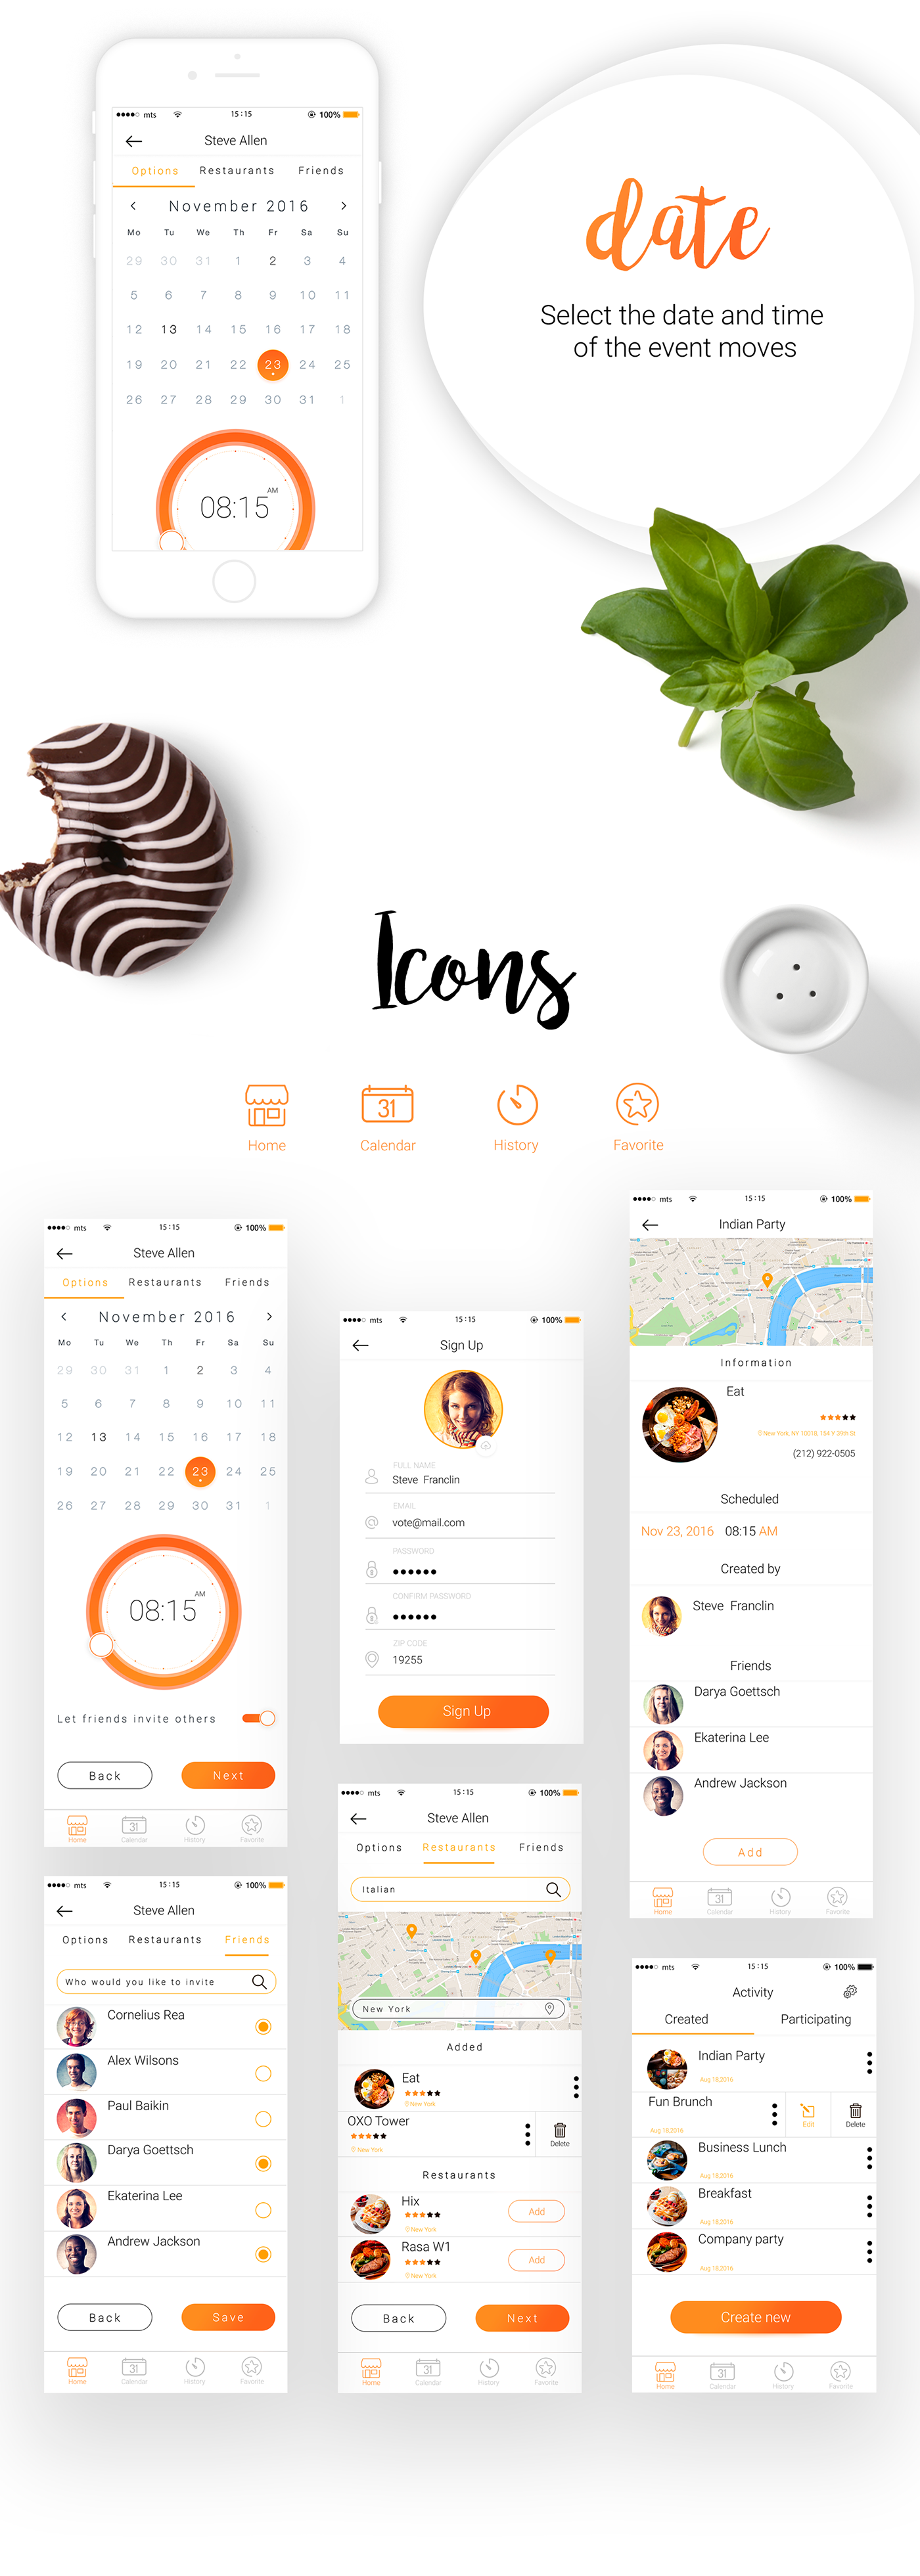 mts 15:15 100%
Steve Allen
Options Restaurants Friends
November 2016
Mo Tu We Th Fr Sa Su
29 30 31 1 2 3 4
5 6 7 8 9 10 11
12 13 14 15 16 17 18
19 20 21 22 23 24 25
26 27 28 29 30 31 1
08:15 AM
date
Select the date and time
of the event moves
Icons
31
Home Calendar History Favorite
mts 15:15 100%
Steve Allen
Options Restaurants Friends
November 2016
Mo Tu We Th Fr Sa Su
29 30 31 1 2 3 4
5 6 7 8 9 10 11
12 13 14 15 16 17 18
19 20 21 22 23 24 25
26 27 28 29 30 31 1
08:15 AM
Let friends invite others
Back Next
31
Home Calendar History Favorite
mts 15:15 100%
Sign Up
FULL NAME
Steve Franclin
EMAIL
vote@mail.com
PASSWORD
CONFIRM PASSWORD
ZIP CODE
19255
Sign Up
mts 15:15 100%
Indian Party
Information
Eat
New York, NY 10018, 154 V 39th St
(212) 922-0505
Scheduled
Nov 23, 2016 08:15 AM
Created by
Steve Franclin
Friends
Darya Goettsch
Ekaterina Lee
Andrew Jackson
Add
31
Home Calendar History Favorite
mts 15:15 100%
Steve Allen
Options Restaurants Friends
Who would you like to invite
Cornelius Rea
Alex Wilsons
Paul Baikin
Darya Goettsch
Ekaterina Lee
Andrew Jackson
Back Save
31
Home Calendar History Favorite
mts 15:15 100%
Steve Allen
Options Restaurants Friends
Italian
New York
Added
Eat
New York
OXO Tower
New York
Delete
Restaurants
Hix
New York
Add
Rasa W1
New York
Add
Back Next
31
Home Calendar History Favorite
mts 15:15 100%
Activity
Created Participating
Indian Party
Aug 18,2016
Fun Brunch
Aug 18,2016
Edit Delete
Business Lunch
Aug 18,2016
Breakfast
Aug 18,2016
Company party
Aug 18,2016
Create new
31
Home Calendar History Favorite